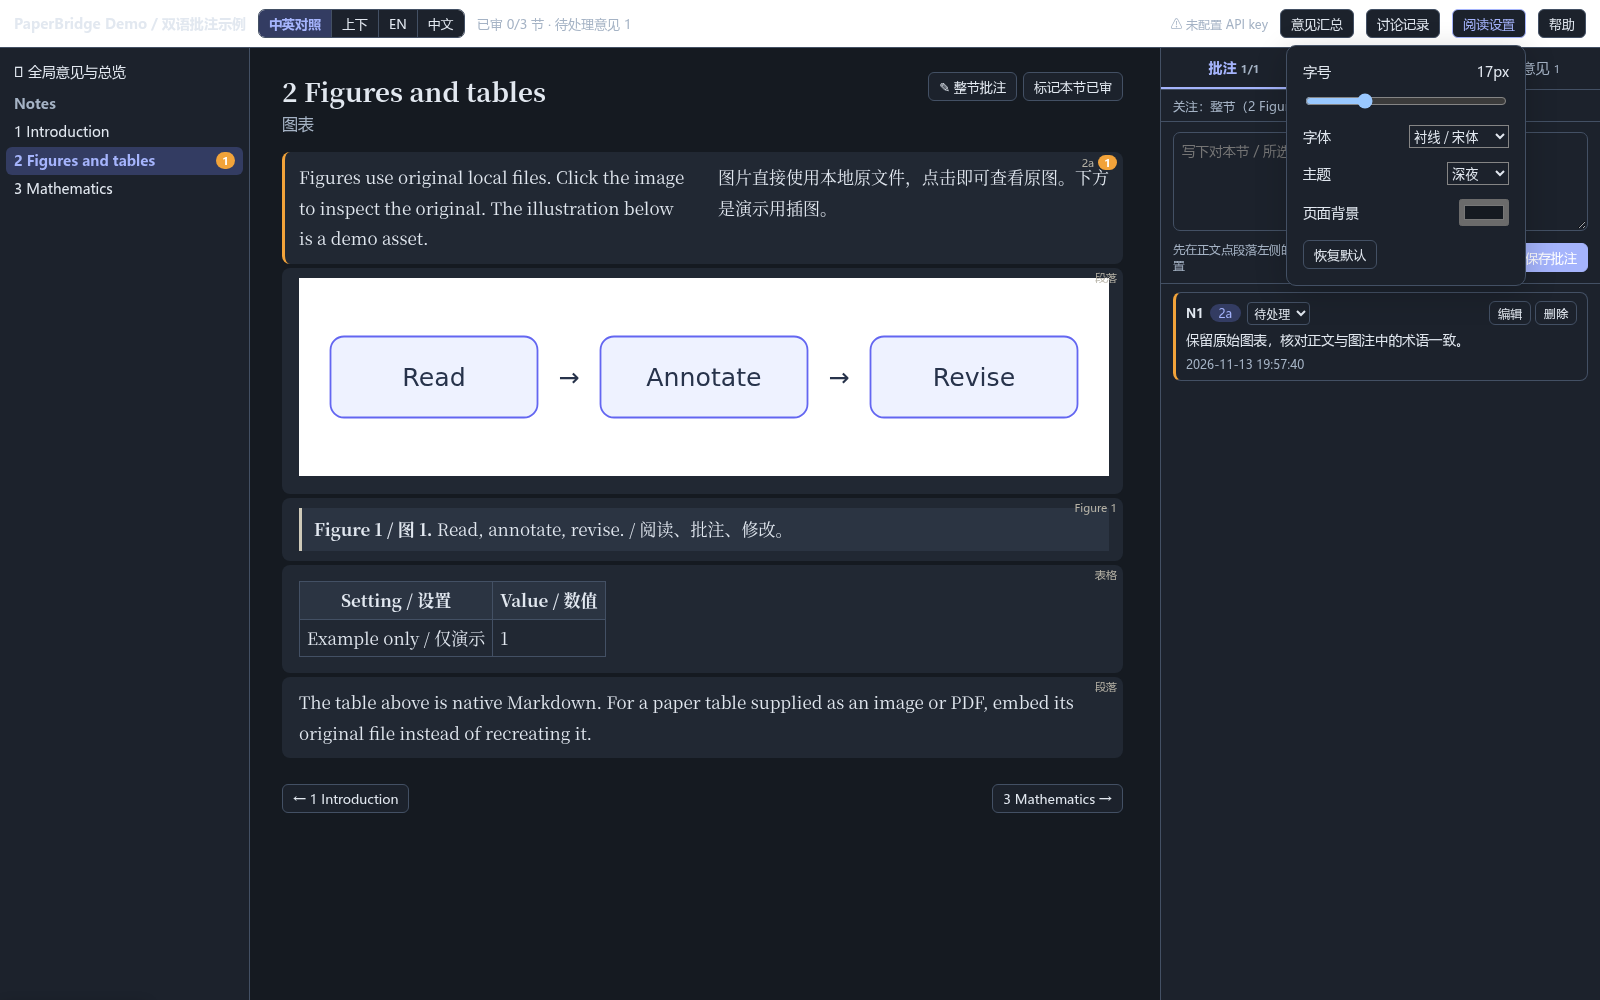 PaperBridge Demo / 双语批注示例
中英对照
上下
EN
中文
已审 0/3 节 · 待处理意见 1
⚠ 未配置 API key
意见汇总
讨论记录
阅读设置
帮助
全局意见与总览
Notes
1 Introduction
2 Figures and tables
1
3 Mathematics
2 Figures and tables
图表
✎ 整节批注
标记本节已审
2a 1
Figures use original local files. Click the image
to inspect the original. The illustration below
is a demo asset.
图片直接使用本地原文件，点击即可查看原图。下方
是演示用插图。
段落
Read → Annotate → Revise
Figure 1
Figure 1 / 图 1. Read, annotate, revise. / 阅读、批注、修改。
表格
Setting / 设置
Value / 数值
Example only / 仅演示
1
段落
The table above is native Markdown. For a paper table supplied as an image or PDF, embed its
original file instead of recreating it.
← 1 Introduction
3 Mathematics →
批注 1/1
意见 1
关注：整节（2 Figu
写下对本节 / 所选
先在正文点段落左侧
置
保存批注
字号
17px
字体
衬线 / 宋体
主题
深夜
页面背景
恢复默认
N1
2a
待处理
编辑
删除
保留原始图表，核对正文与图注中的术语一致。
2026-11-13 19:57:40